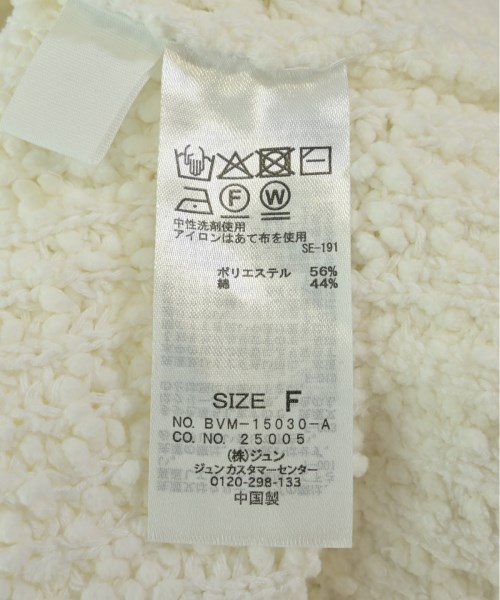 F W
中性洗剤使用
アイロンはあて布を使用
SE-191
ポリエステル 56%
綿 44%
SIZE F
NO. BVM-15030-A
CO. NO. 25005
(株)ジュン
ジュンカスタマーセンター
0120-298-133
中国製